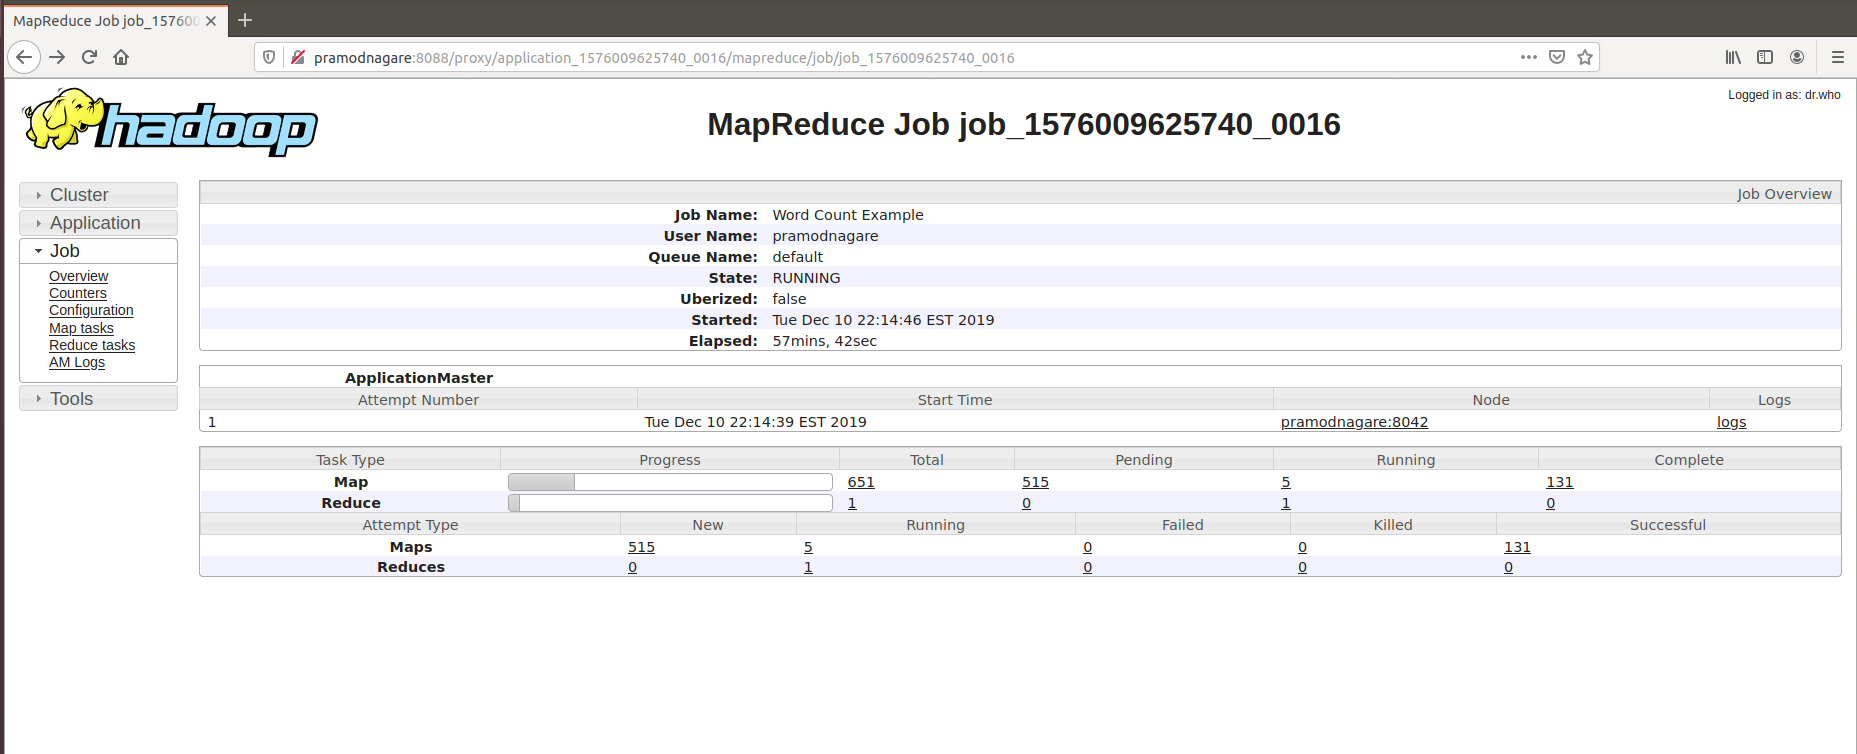 MapReduce Job job_15760
pramodnagare:8088/proxy/application_1576009625740_0016/mapreduce/job/job_1576009625740_0016
Logged in as: dr.who
hadoop
MapReduce Job job_1576009625740_0016
Cluster
Application
Job
Overview
Counters
Configuration
Map tasks
Reduce tasks
AM Logs
Tools
Job Overview
Job Name: Word Count Example
User Name: pramodnagare
Queue Name: default
State: RUNNING
Uberized: false
Started: Tue Dec 10 22:14:46 EST 2019
Elapsed: 57mins, 42sec
ApplicationMaster
Attempt Number Start Time Node Logs
1 Tue Dec 10 22:14:39 EST 2019 pramodnagare:8042 logs
Task Type Progress Total Pending Running Complete
Map 651 515 5 131
Reduce 1 0 1 0
Attempt Type New Running Failed Killed Successful
Maps 515 5 0 0 131
Reduces 0 1 0 0 0